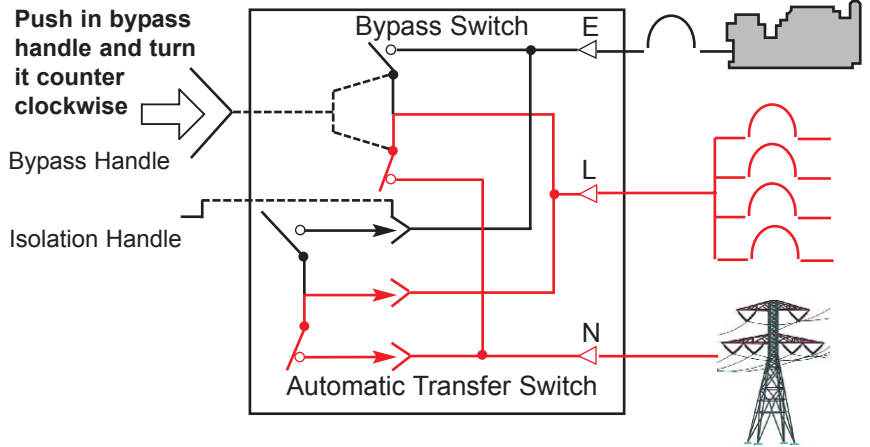 Push in bypass
handle and turn
it counter
clockwise
Bypass Handle
Isolation Handle
Bypass Switch
E
L
N
Automatic Transfer Switch